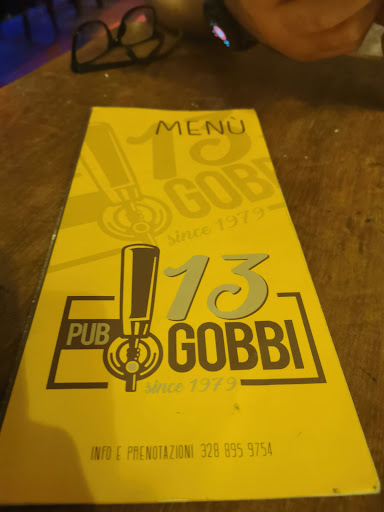 MENÙ
13
GOBBI
since 1979
13
PUB
GOBBI
since 1979
INFO E PRENOTAZIONI 328 895 9754